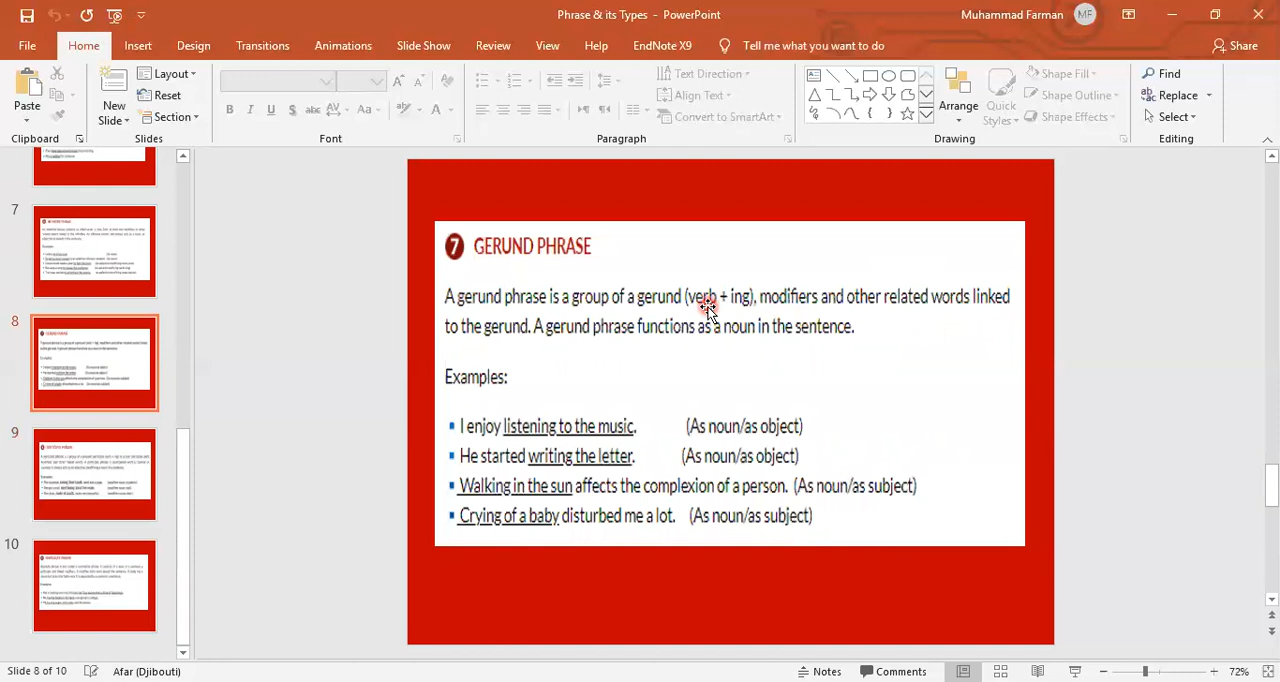 Phrase & its Types - PowerPoint
Muhammad Farman
MF
File Home Insert Design Transitions Animations Slide Show Review View Help EndNote X9 Tell me what you want to do Share
Paste
New Slide
Layout
Reset
Section
B I U S abc AV Aa A
Text Direction
Align Text
Convert to SmartArt
Arrange
Quick Styles
Shape Fill
Shape Outline
Shape Effects
Find
Replace
Select
Clipboard Slides Font Paragraph Drawing Editing
7
8
9
10
7 GERUND PHRASE
A gerund phrase is a group of a gerund (verb + ing), modifiers and other related words linked
to the gerund. A gerund phrase functions as a noun in the sentence.
Examples:
I enjoy listening to the music. (As noun/as object)
He started writing the letter. (As noun/as object)
Walking in the sun affects the complexion of a person. (As noun/as subject)
Crying of a baby disturbed me a lot. (As noun/as subject)
Slide 8 of 10 Afar (Djibouti) Notes Comments 72%